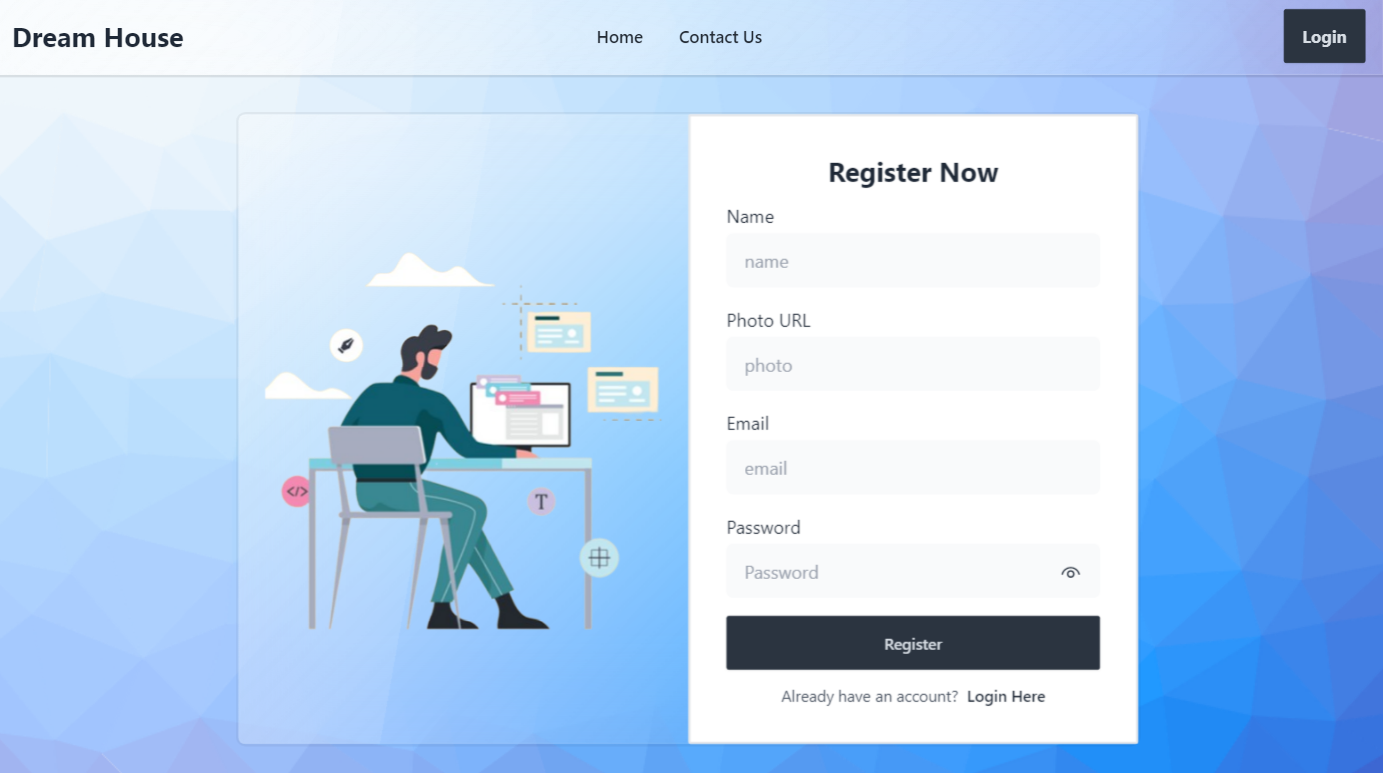 Dream House
Home
Contact Us
Login
Register Now
Name
name
Photo URL
photo
Email
email
Password
Password
Register
Already have an account? Login Here
</>
T